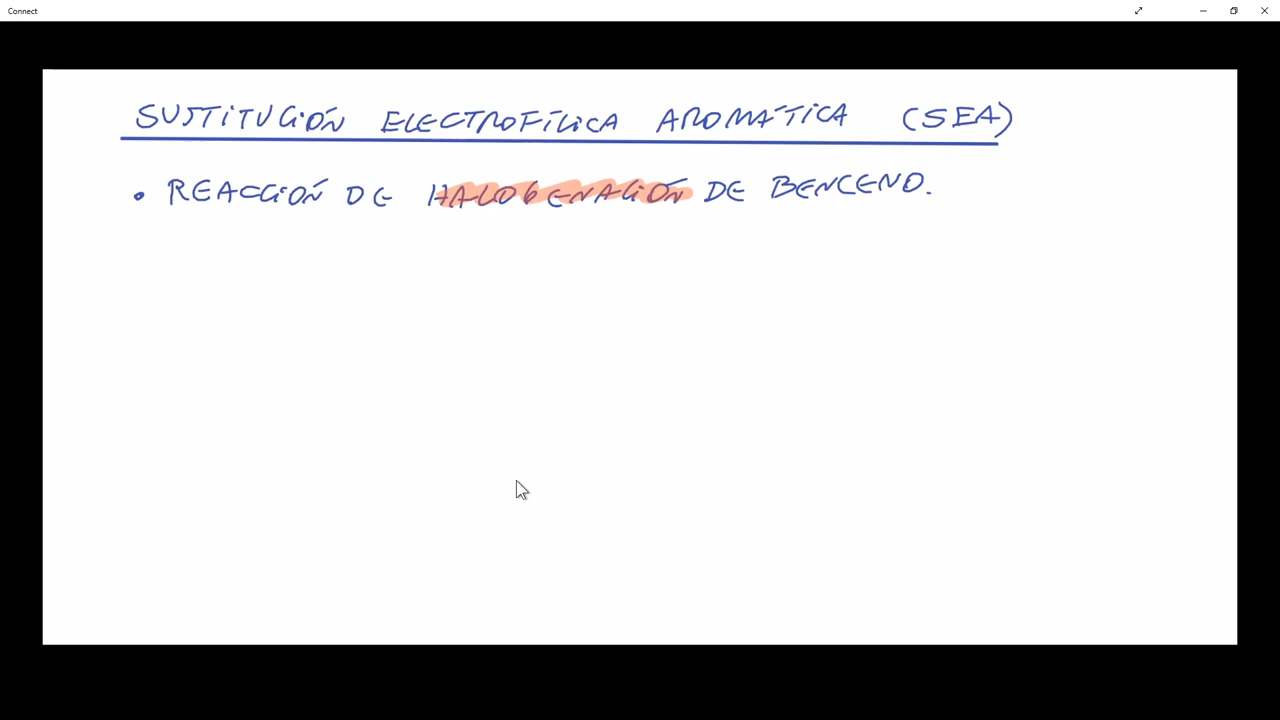 Connect
SUSTITUCIÓN ELECTROFÍLICA AROMÁTICA (SEA)
• REACCIÓN DE HALOGENACIÓN DE BENCENO.